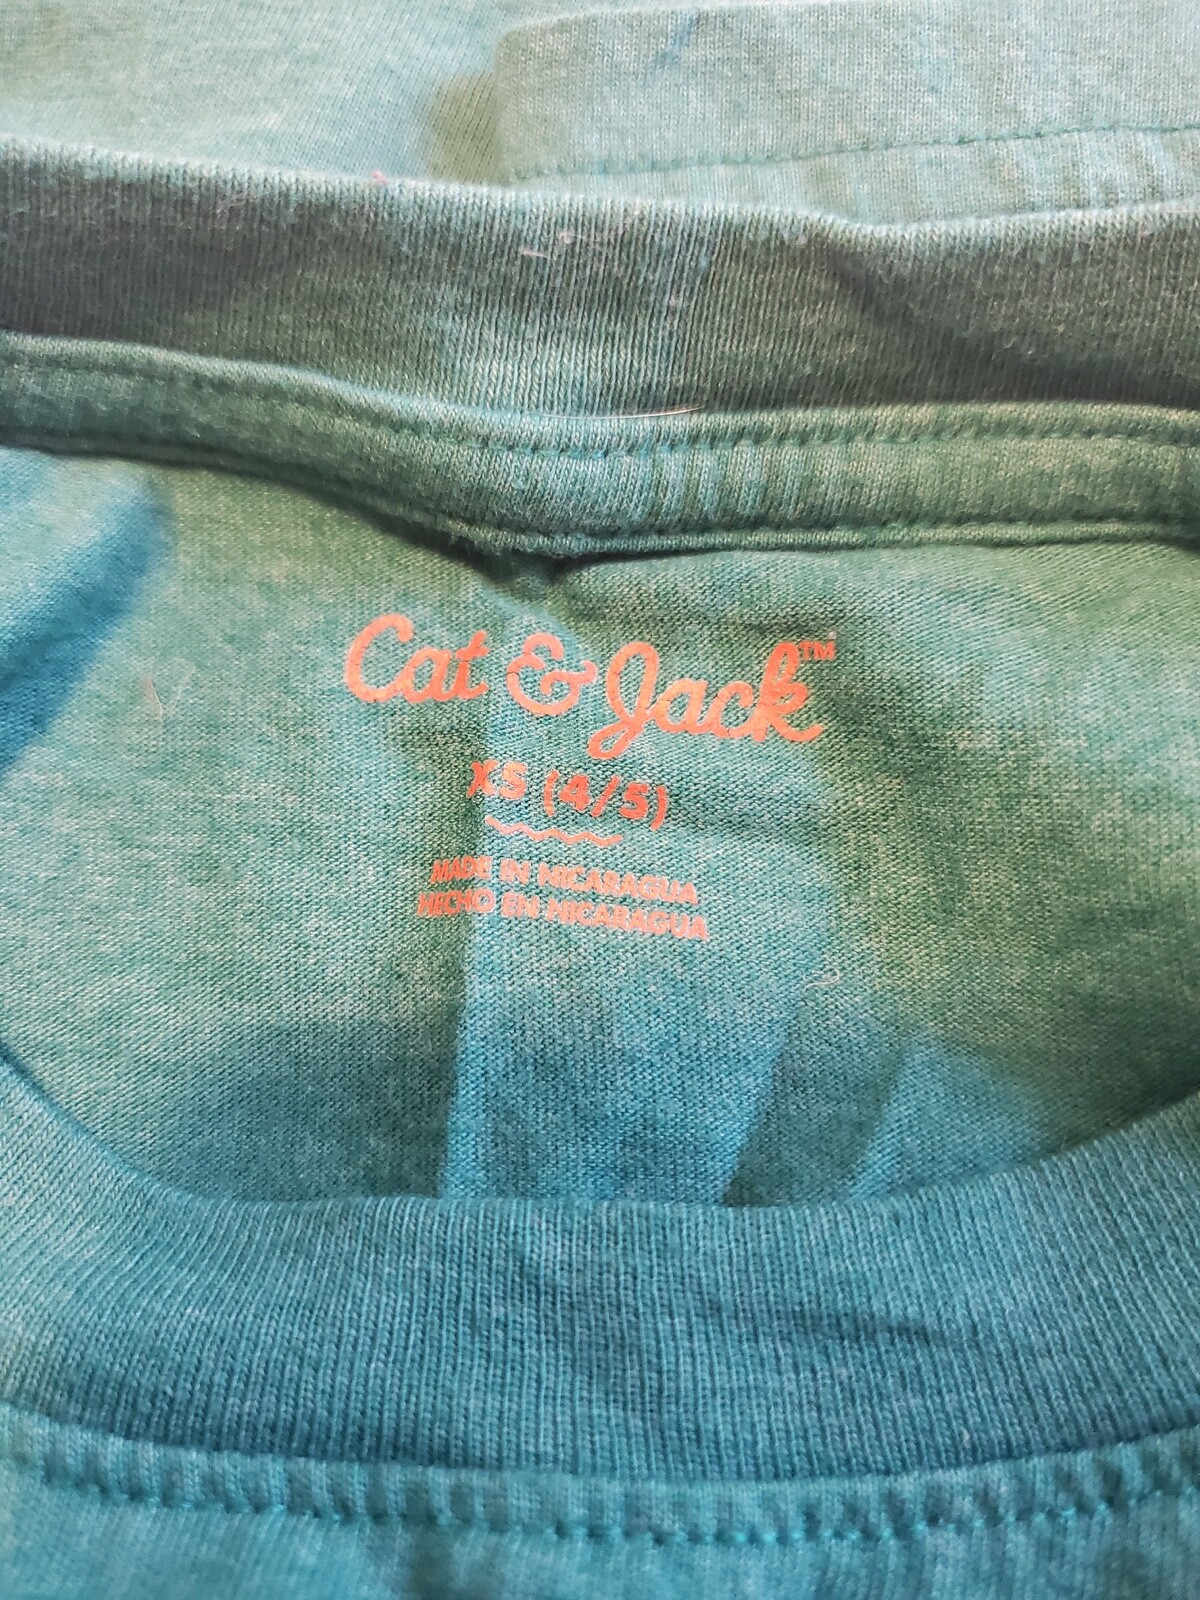 Cat & Jack™
XS (4/5)
MADE IN NICARAGUA
HECHO EN NICARAGUA